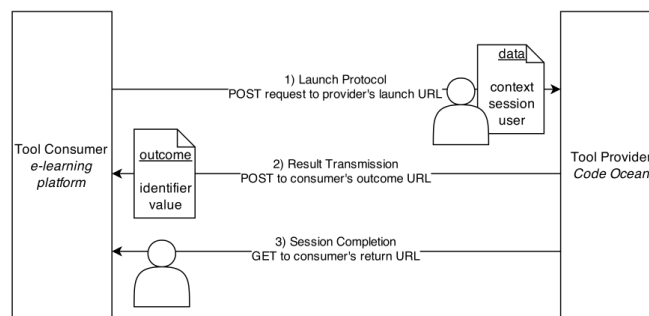 Tool Consumer
e-learning
platform
1) Launch Protocol
POST request to provider's launch URL
data
context
session
user
outcome
identifier
value
2) Result Transmission
POST to consumer's outcome URL
3) Session Completion
GET to consumer's return URL
Tool Provider
Code Ocean